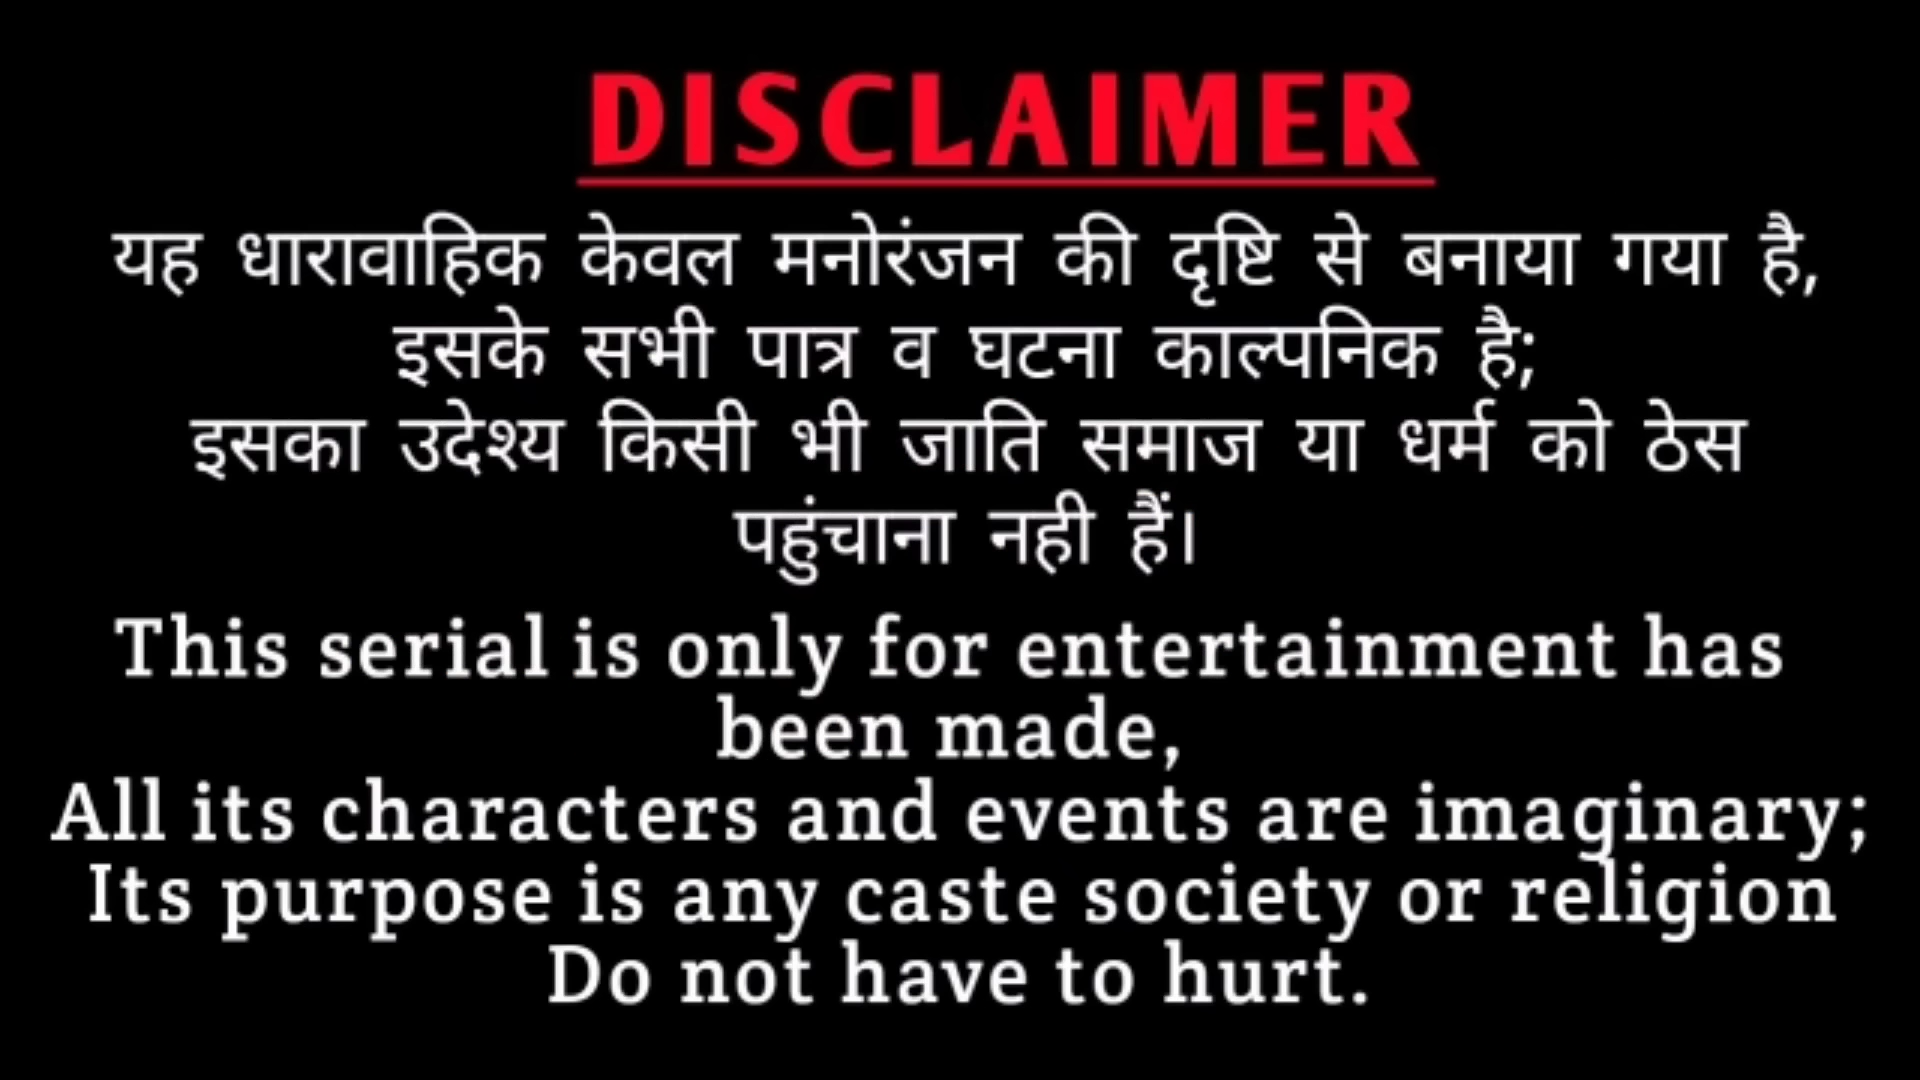 DISCLAIMER
यह धारावाहिक केवल मनोरंजन की दृष्टि से बनाया गया है,
इसके सभी पात्र व घटना काल्पनिक है;
इसका उदेश्य किसी भी जाति समाज या धर्म को ठेस
पहुंचाना नही हैं।
This serial is only for entertainment has
been made,
All its characters and events are imaginary;
Its purpose is any caste society or religion
Do not have to hurt.